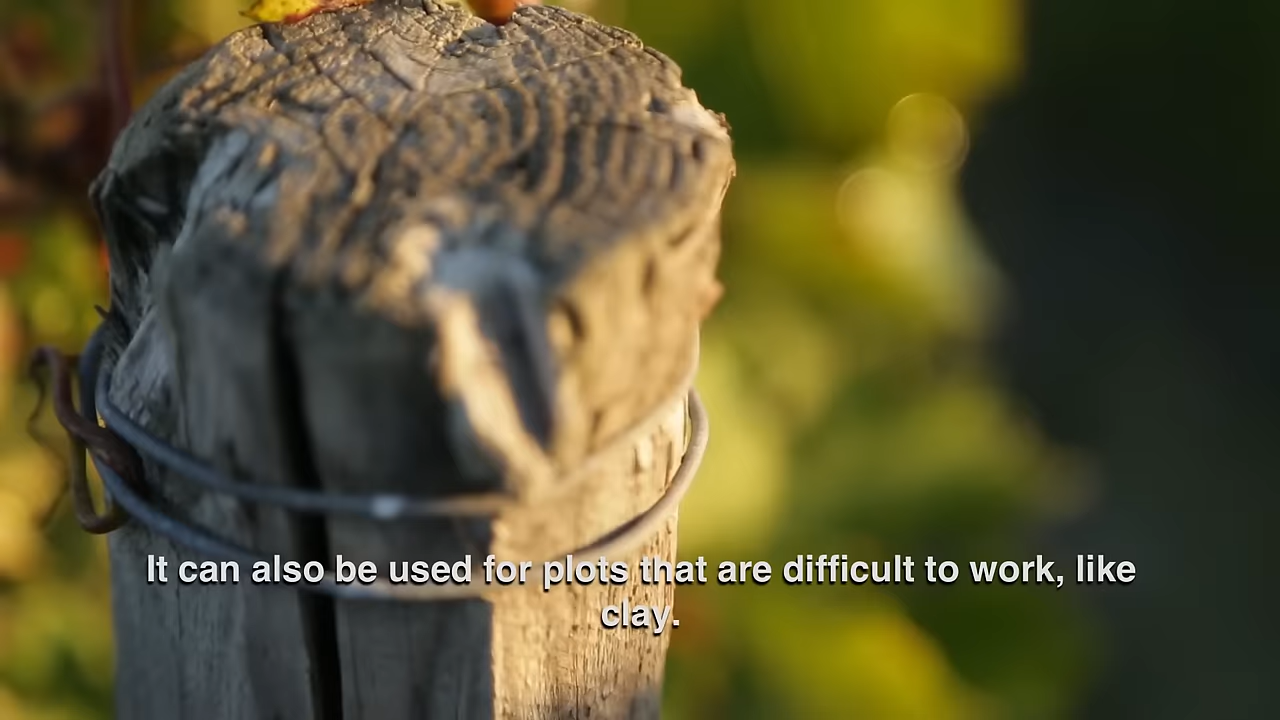 It can also be used for plots that are difficult to work, like
clay.